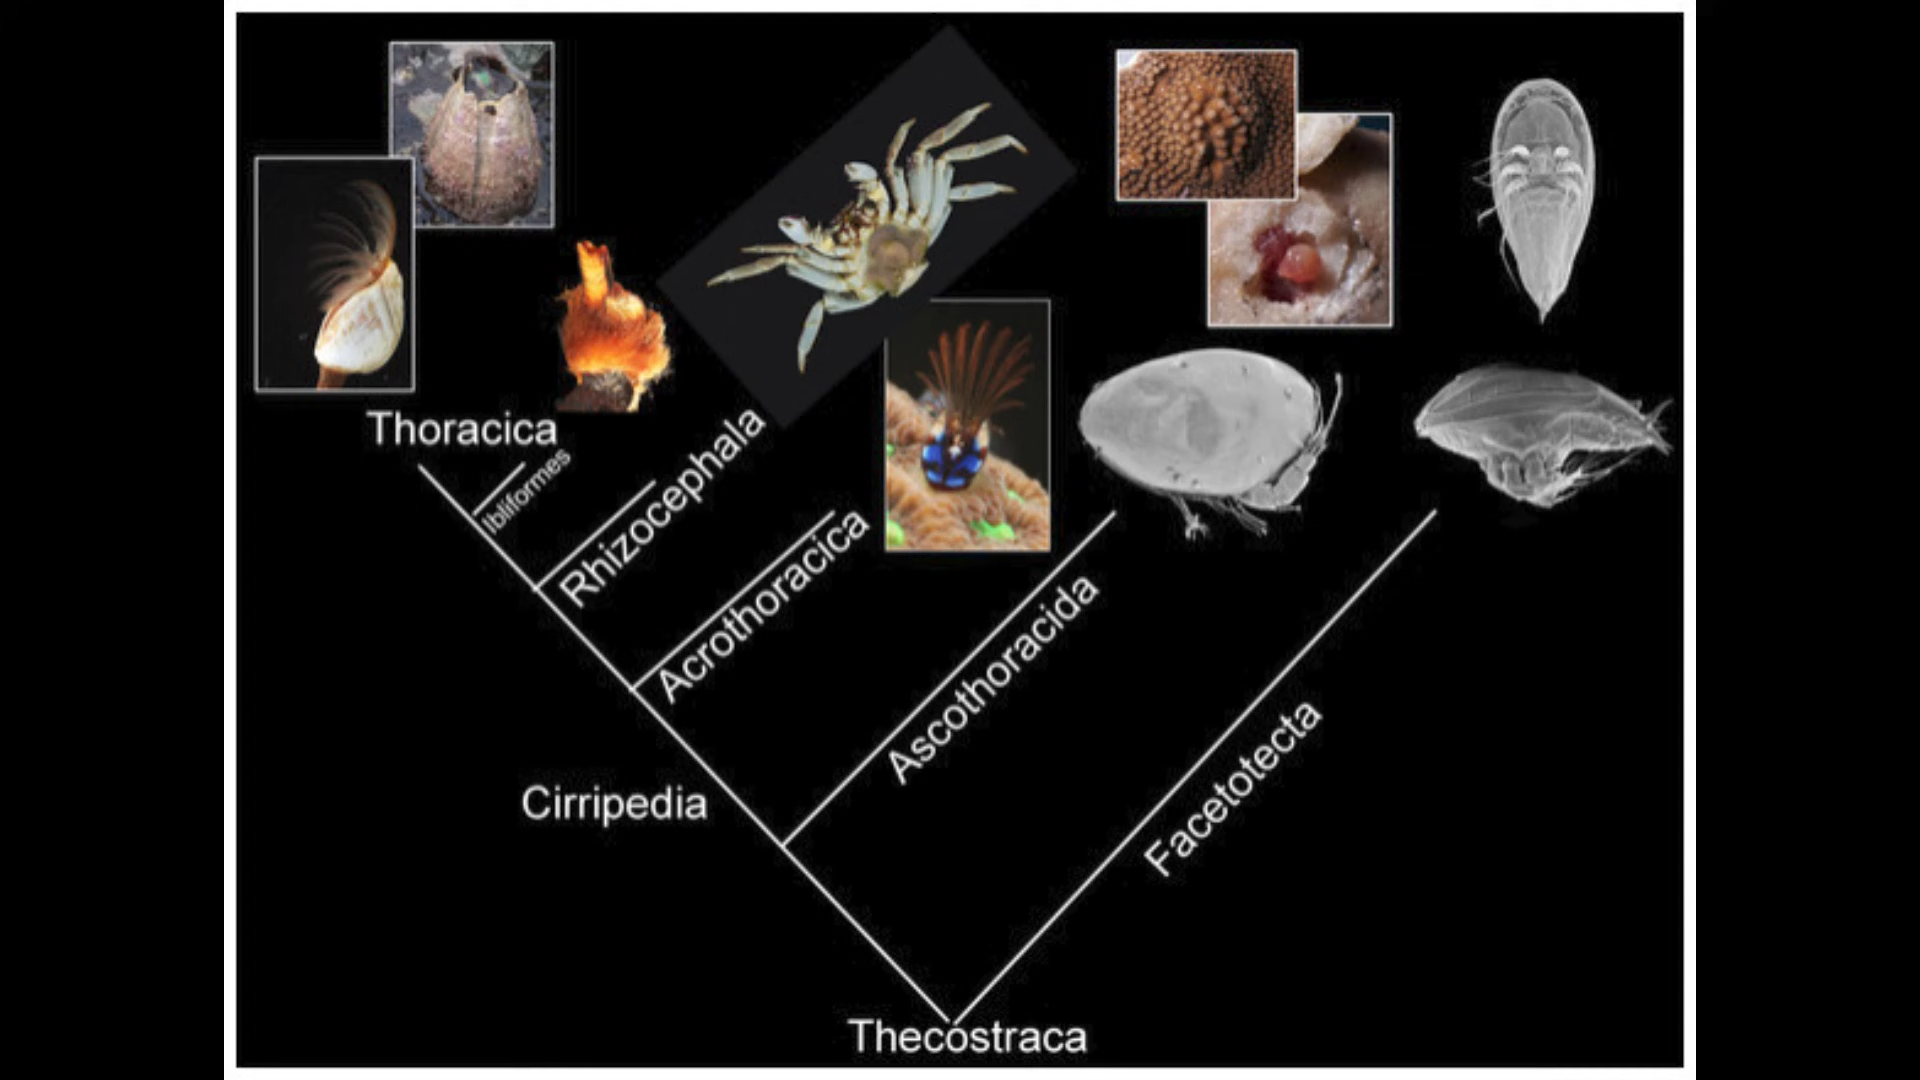 Thoracica
Ibliformes
Rhizocephala
Acrothoracica
Ascothoracida
Facetotecta
Cirripedia
Thecostraca